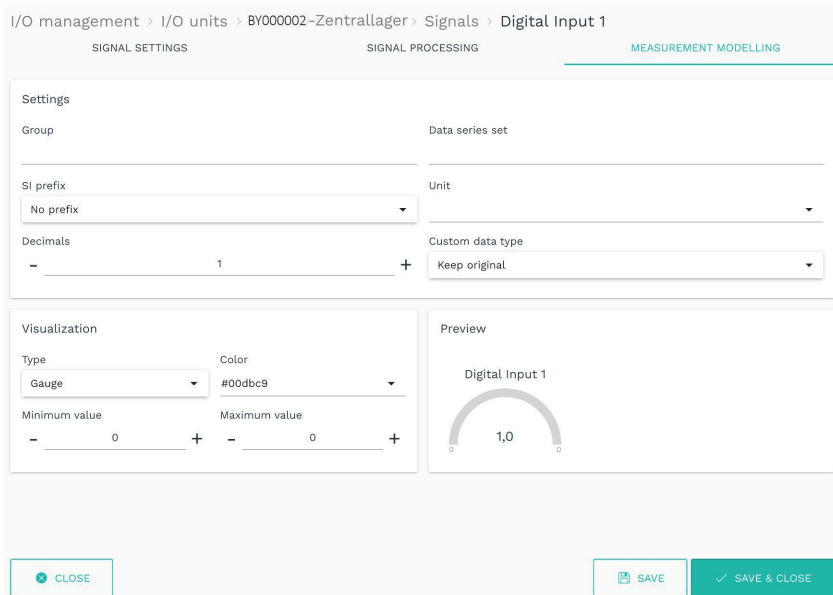 I/O management > I/O units > BY000002-Zentrallager > Signals > Digital Input 1
SIGNAL SETTINGS SIGNAL PROCESSING MEASUREMENT MODELLING
Settings
Group Data series set
SI prefix Unit
No prefix
Decimals Custom data type
- 1 + Keep original
Visualization Preview
Type Color
Gauge #00dbc9
Minimum value Maximum value
- 0 + - 0 +
Digital Input 1
1,0
0 0
CLOSE SAVE SAVE & CLOSE